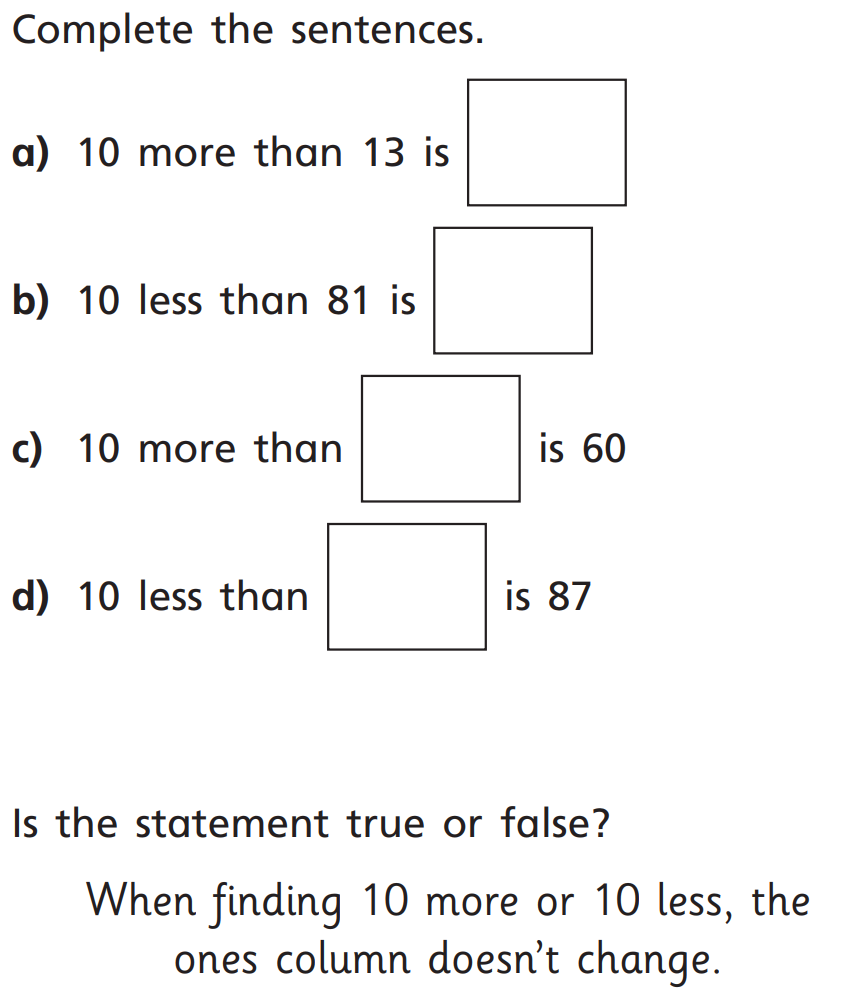 Complete the sentences.
a) 10 more than 13 is
b) 10 less than 81 is
c) 10 more than is 60
d) 10 less than is 87
Is the statement true or false?
When finding 10 more or 10 less, the
ones column doesn't change.